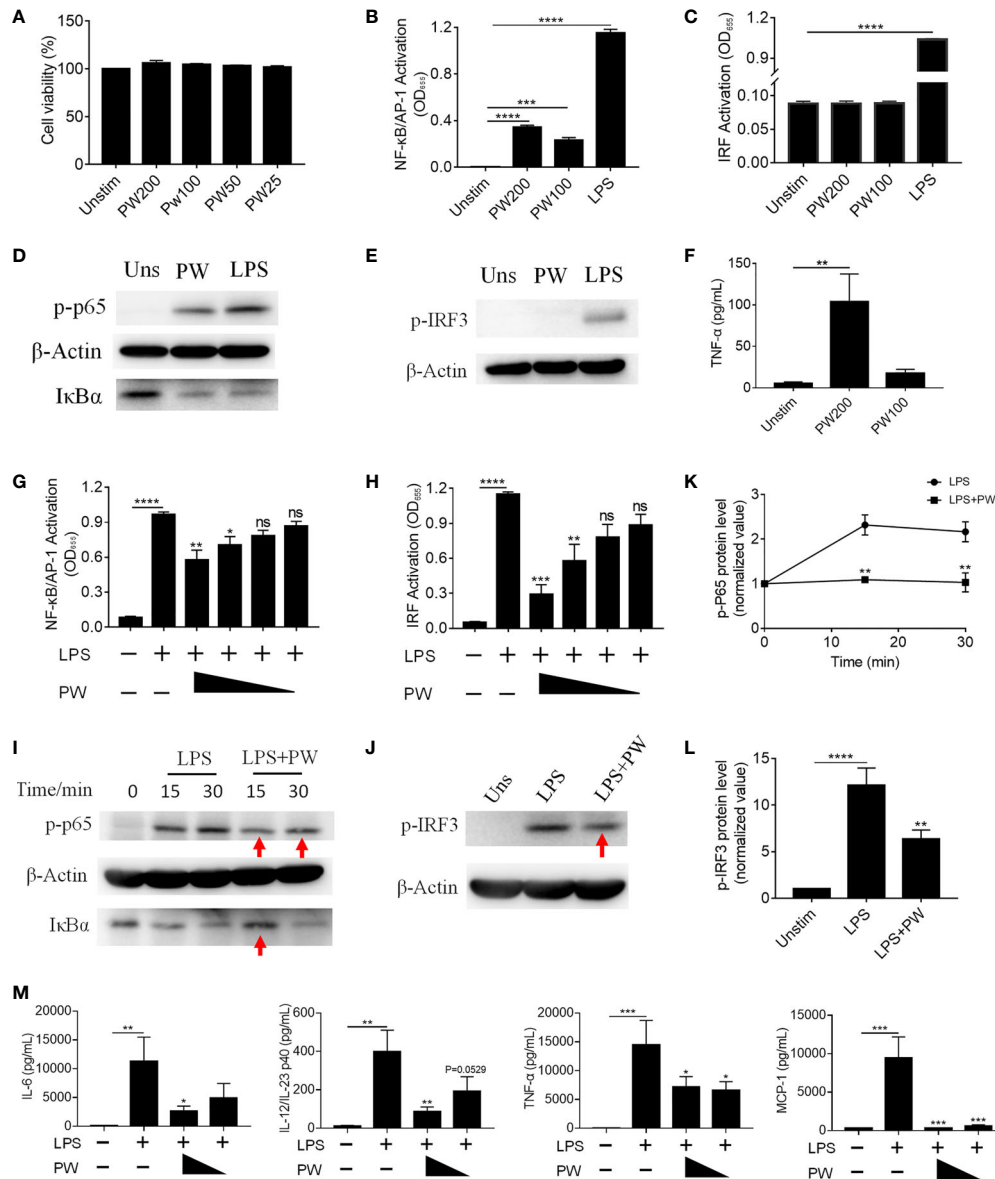 A
Cell viability (%)
150
100
50
0
Unstim
PW200
Pw100
PW50
PW25
B
NF-κB/AP-1 Activation
(OD₆₅₅)
1.2
0.8
0.4
0.0
****
***
****
Unstim
PW200
PW100
LPS
C
IRF Activation (OD₆₅₅)
1.2
0.9
0.6
0.10
0.05
0.00
****
Unstim
PW200
PW100
LPS
D
Uns PW LPS
p-p65
β-Actin
IκBα
E
Uns PW LPS
p-IRF3
β-Actin
F
TNF-α (pg/mL)
150
100
50
0
**
Unstim
PW200
PW100
G
NF-κB/AP-1 Activation
(OD₆₅₅)
1.2
0.9
0.6
0.3
0.0
****
** * ns ns
LPS − + + + + +
PW − −
H
IRF Activation (OD₆₅₅)
1.2
0.9
0.6
0.3
0.0
****
*** ** ns ns
LPS − + + + + +
PW − −
K
LPS
LPS+PW
p-P65 protein level
(normalized value)
4
3
2
1
0
** **
0 10 20 30
Time (min)
I
LPS LPS+PW
Time/min 0 15 30 15 30
p-p65
β-Actin
IκBα
J
Uns LPS LPS+PW
p-IRF3
β-Actin
L
p-IRF3 protein level
(normalized value)
15
10
5
0
****
**
Unstim
LPS
LPS+PW
M
IL-6 (pg/mL)
20000
15000
10000
5000
0
**
*
LPS − + + +
PW − −
IL-12/IL-23 p40 (pg/mL)
600
400
200
0
**
**
P=0.0529
LPS − + + +
PW − −
TNF-α (pg/mL)
20000
15000
10000
5000
0
***
* *
LPS − + + +
PW − −
MCP-1 (pg/mL)
15000
10000
5000
0
***
*** ***
LPS − + + +
PW − −